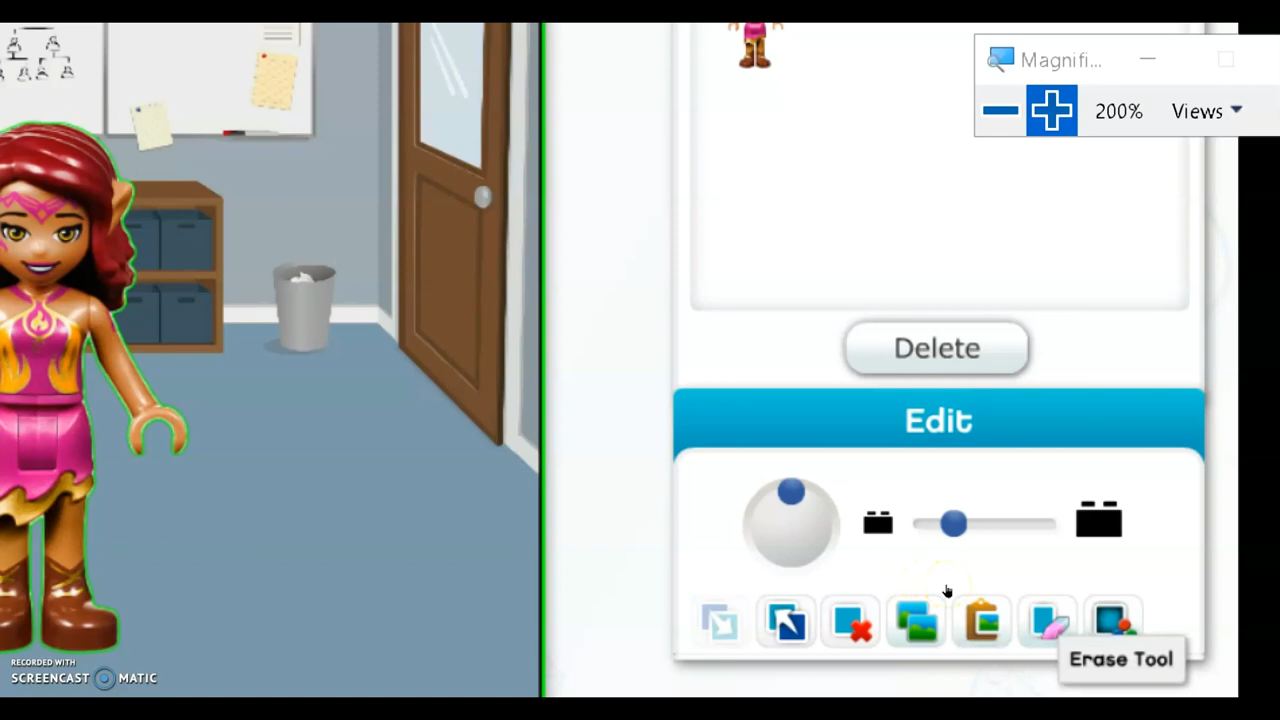 Magnifi...
200%
Views
Delete
Edit
Erase Tool
RECORDED WITH
SCREENCAST MATIC